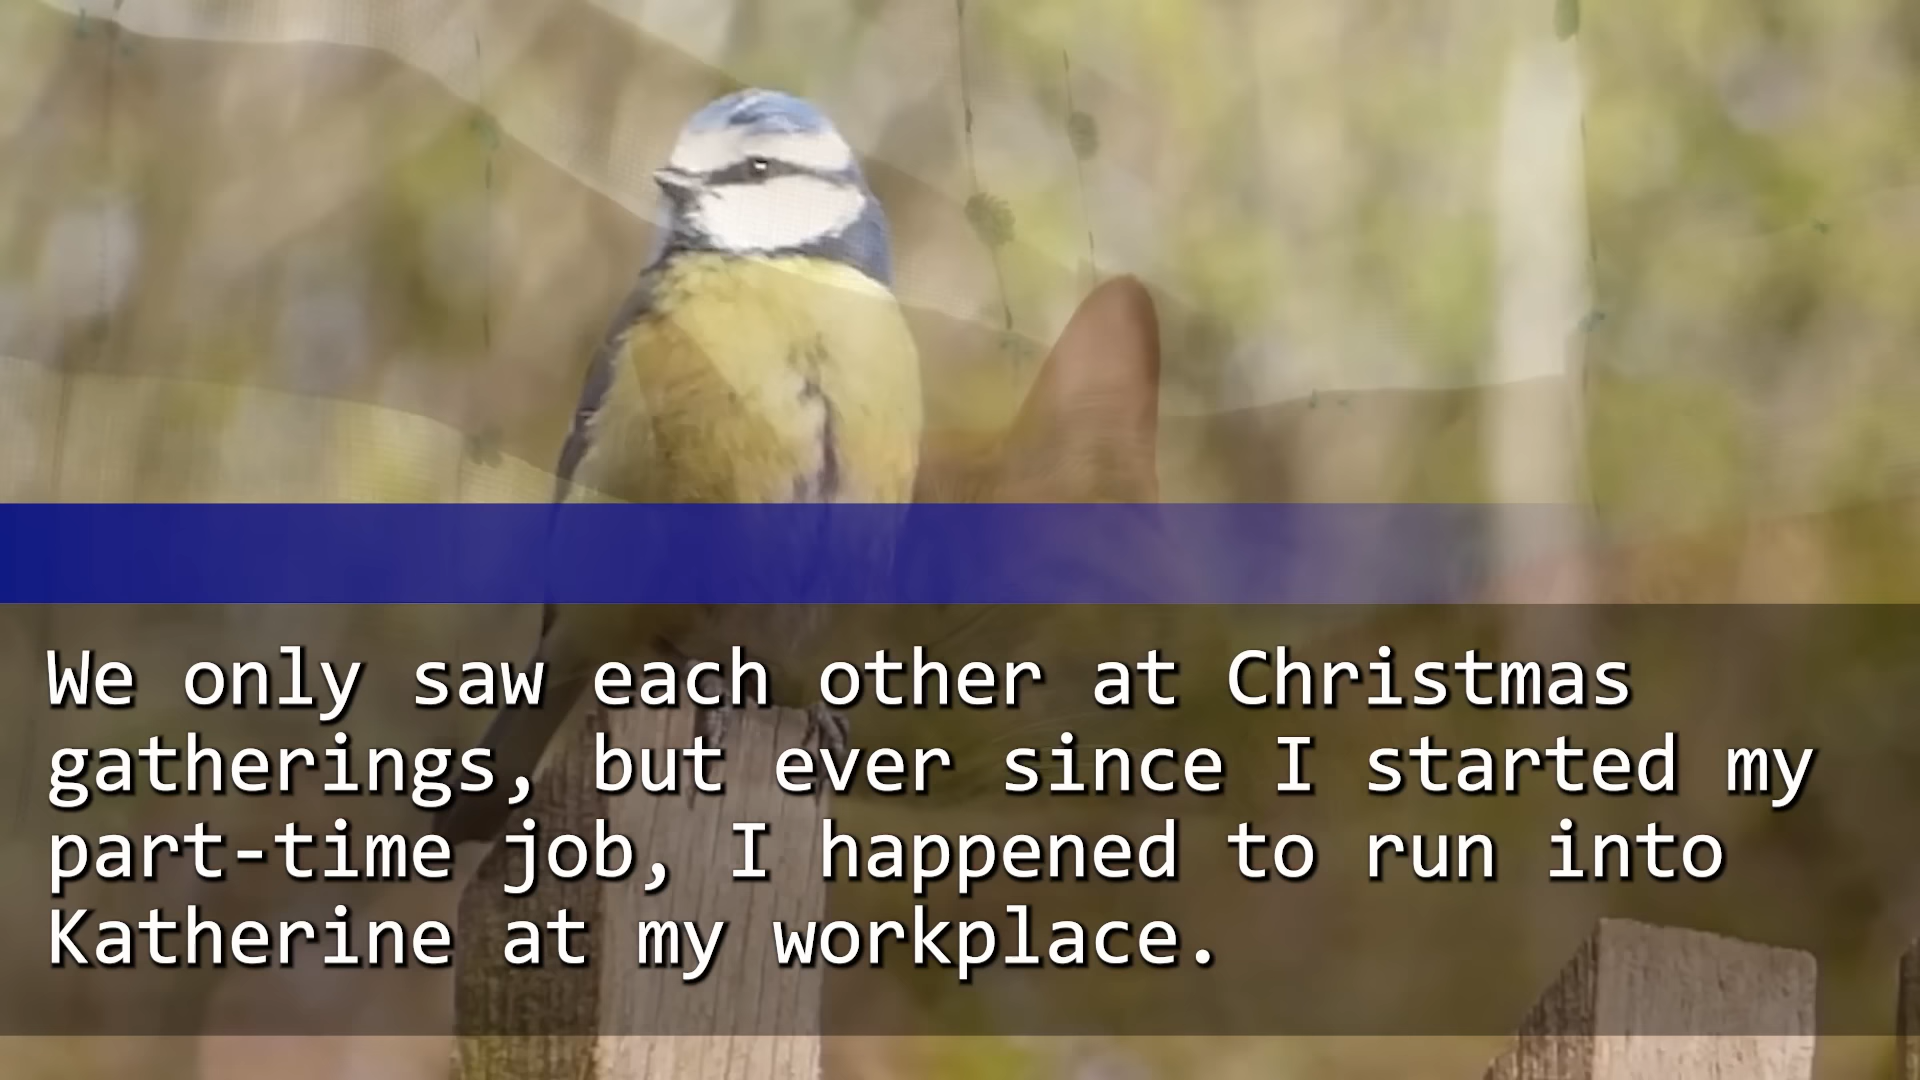 We only saw each other at Christmas
gatherings, but ever since I started my
part-time job, I happened to run into
Katherine at my workplace.